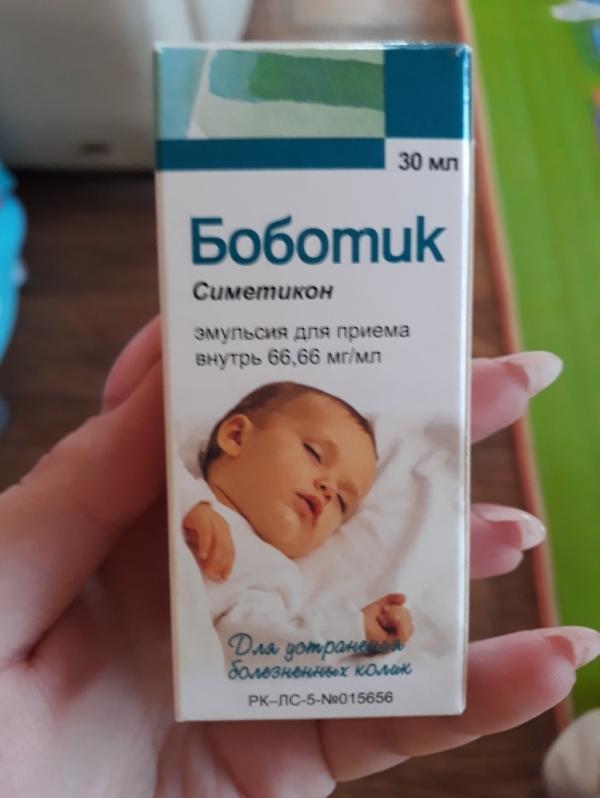 30 мл
Боботик
Симетикон
эмульсия для приема
внутрь 66,66 мг/мл
Для устранения
болезненных колик
РК–ЛС-5-№015656